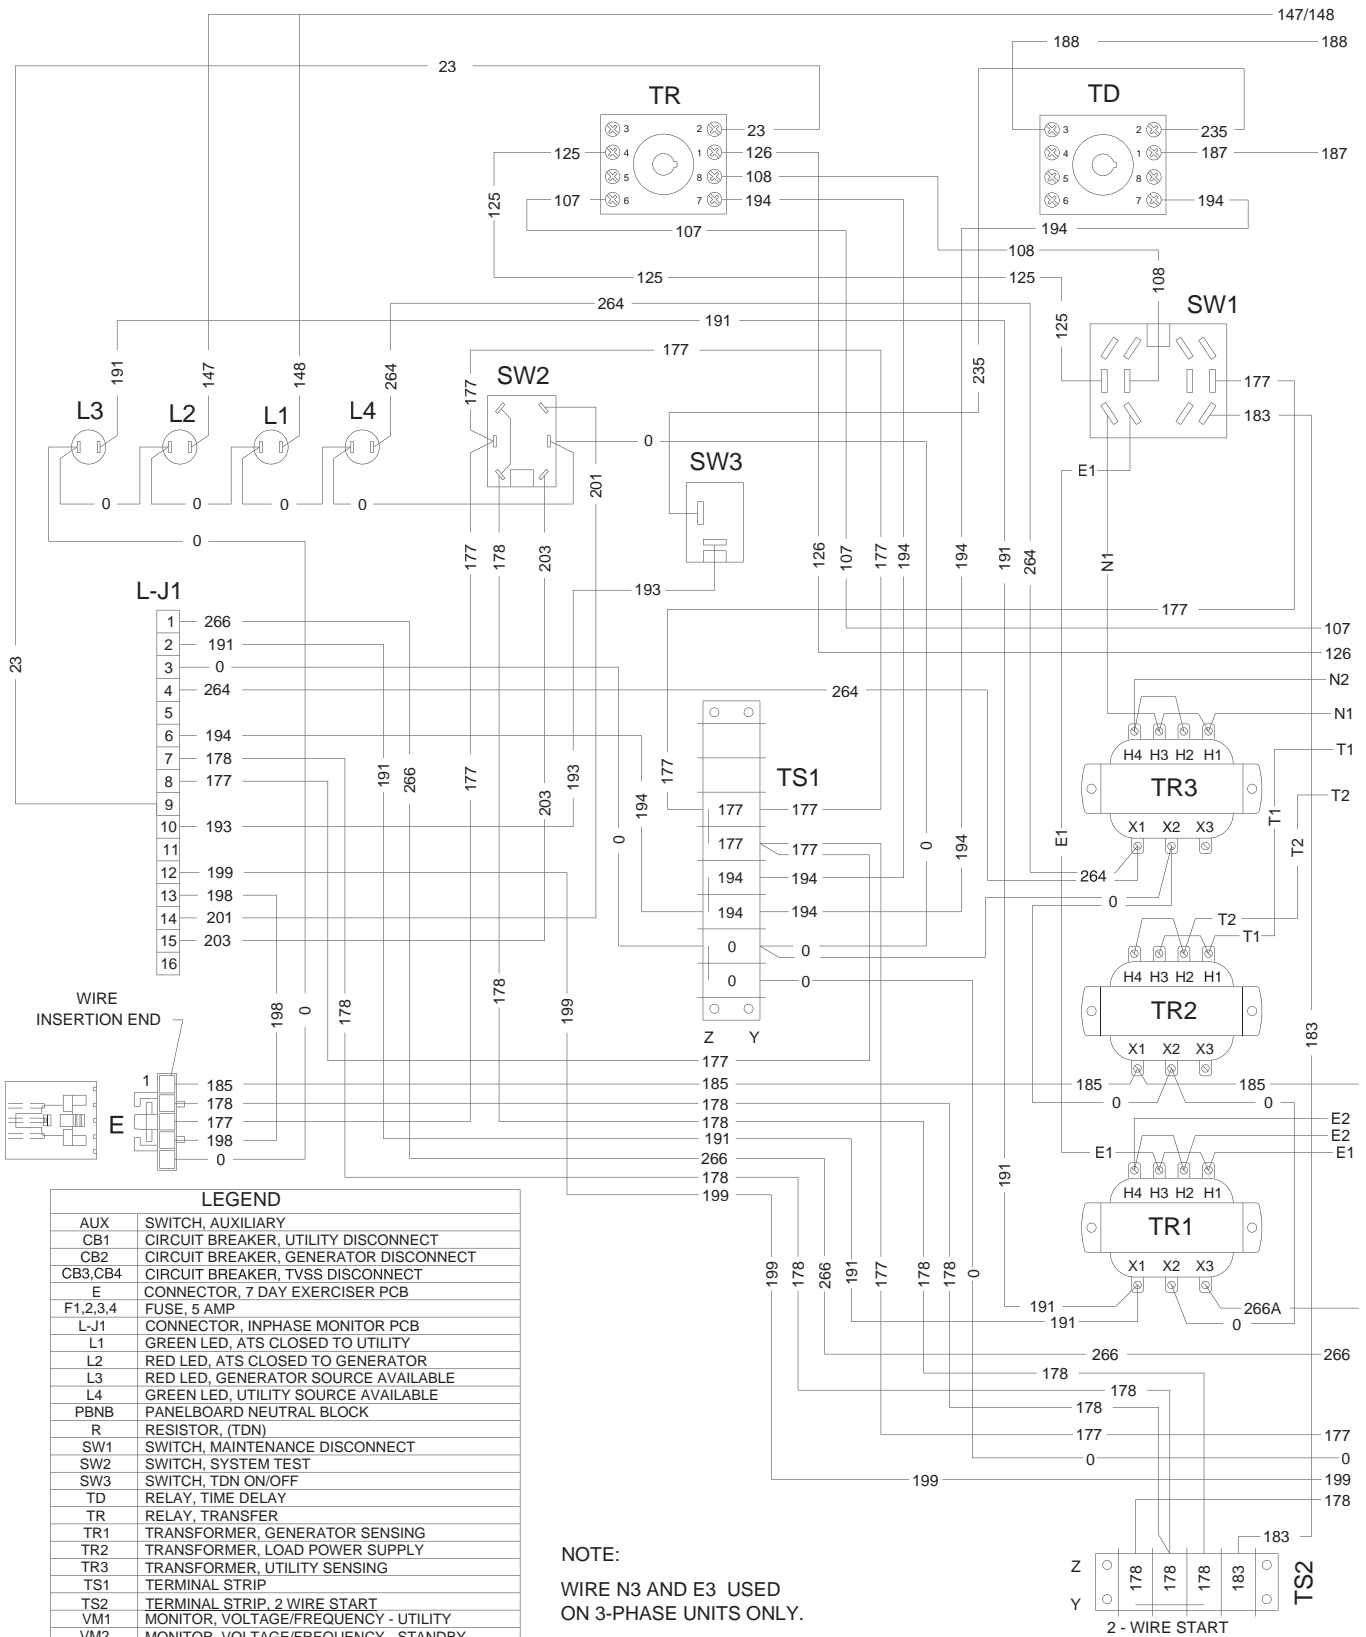 147/148
188 188
23
TR TD
3 2 23
4 1 126
5 8 108
6 7 194
125
107
3 2 235
4 1 187 187
5 8
6 7 194
125
107
194
108
125 125
108
264
191
SW1
125
177
235
177
183
191
147
148
264
177
SW2
L3 L2 L1 L4
0
SW3
E1
201
0 0 0 0
0
177
178
203
126
107
177
194
194
191
264
N1
193
177
L-J1
1 266
2 191
3 0
4 264
5
6 194
7 178
8 177
9
10 193
11
12 199
13 198
14 201
15 203
16
107
126
23
N2
264
N1
T1
H4 H3 H2 H1
TR3
T2
X1 X2 X3
TS1
177 177
177 177
194 194
194 194
0 0
0 0
Z Y
191
266
177
203
193
194
0
177
0
194
E1
T1
T2
264
0
T2
T1
H4 H3 H2 H1
TR2
X1 X2 X3
183
WIRE
INSERTION END
198
0
178
178
199
177
1 185 185 185 185
178 178 0 0
E 177 178
198 191
0 266
178
199
E2
E2
E1 E1
H4 H3 H2 H1
TR1
X1 X2 X3
191
199
178
266
191
177
178
178
0
191
191
266A
0
266 266
178
178
178
177 177
0 0
199 199
178
183
LEGEND
AUX SWITCH, AUXILIARY
CB1 CIRCUIT BREAKER, UTILITY DISCONNECT
CB2 CIRCUIT BREAKER, GENERATOR DISCONNECT
CB3,CB4 CIRCUIT BREAKER, TVSS DISCONNECT
E CONNECTOR, 7 DAY EXERCISER PCB
F1,2,3,4 FUSE, 5 AMP
L-J1 CONNECTOR, INPHASE MONITOR PCB
L1 GREEN LED, ATS CLOSED TO UTILITY
L2 RED LED, ATS CLOSED TO GENERATOR
L3 RED LED, GENERATOR SOURCE AVAILABLE
L4 GREEN LED, UTILITY SOURCE AVAILABLE
PBNB PANELBOARD NEUTRAL BLOCK
R RESISTOR, (TDN)
SW1 SWITCH, MAINTENANCE DISCONNECT
SW2 SWITCH, SYSTEM TEST
SW3 SWITCH, TDN ON/OFF
TD RELAY, TIME DELAY
TR RELAY, TRANSFER
TR1 TRANSFORMER, GENERATOR SENSING
TR2 TRANSFORMER, LOAD POWER SUPPLY
TR3 TRANSFORMER, UTILITY SENSING
TS1 TERMINAL STRIP
TS2 TERMINAL STRIP, 2 WIRE START
VM1 MONITOR, VOLTAGE/FREQUENCY - UTILITY
VM2 MONITOR, VOLTAGE/FREQUENCY - STANDBY
NOTE:
WIRE N3 AND E3 USED
ON 3-PHASE UNITS ONLY.
Z
Y
178 178 178 183
TS2
2 - WIRE START